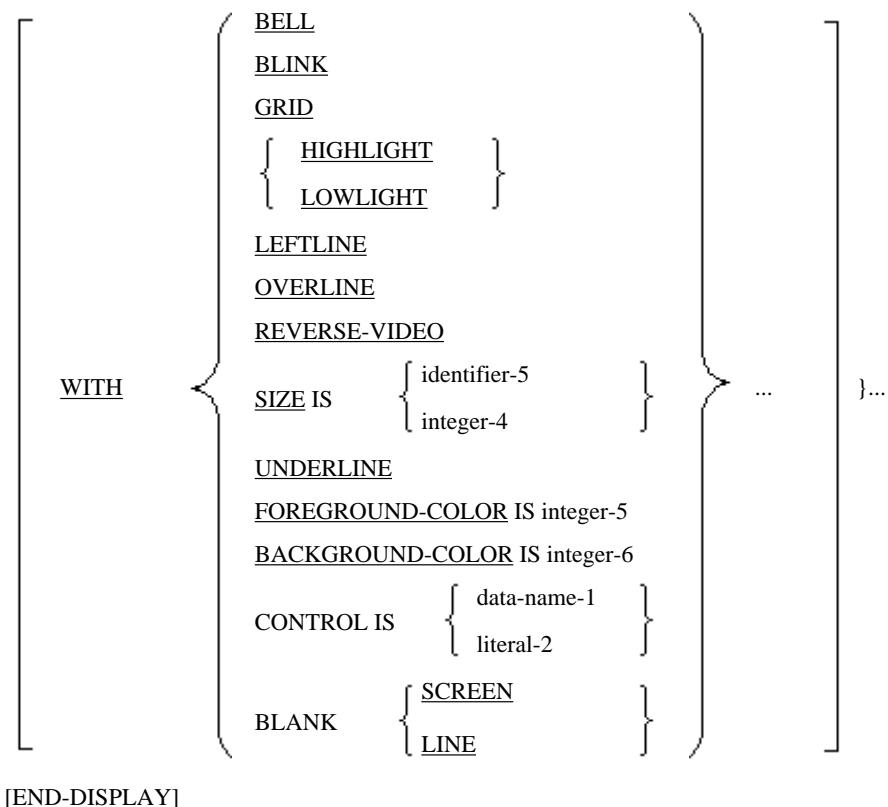 BELL
BLINK
GRID
HIGHLIGHT
LOWLIGHT
LEFTLINE
OVERLINE
REVERSE-VIDEO
identifier-5
WITH SIZE IS ... }...
integer-4
UNDERLINE
FOREGROUND-COLOR IS integer-5
BACKGROUND-COLOR IS integer-6
data-name-1
CONTROL IS
literal-2
SCREEN
BLANK
LINE
[END-DISPLAY]